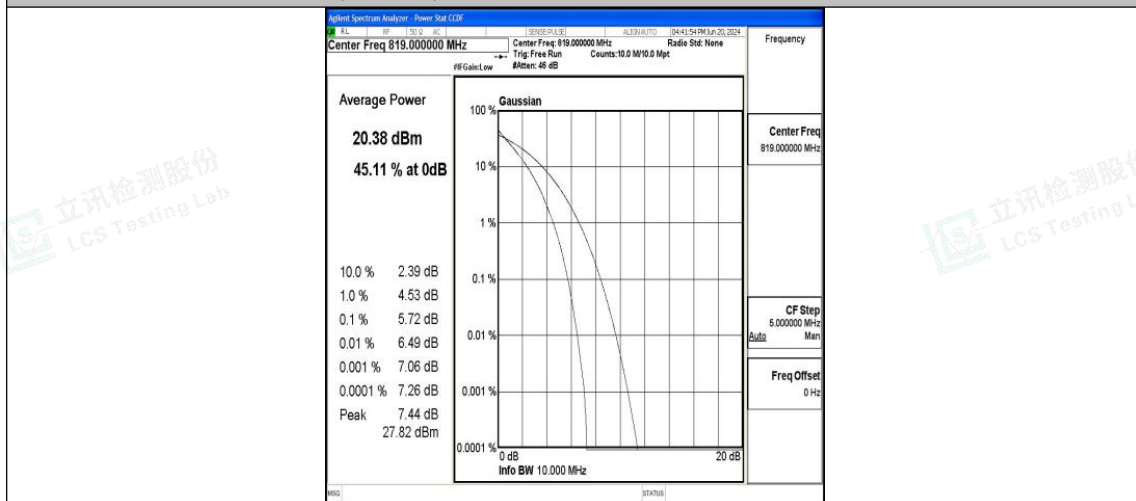 Agilent Spectrum Analyzer - Power Stat CCDF
RL RF 50 Ω AC SENSE:PULSE ALIGNAUTO 04:41:54 PM Jun 20, 2024
Center Freq 819.000000 MHz
Center Freq: 819.000000 MHz Radio Std: None
Trig: Free Run Counts:10.0 M/10.0 Mpt
#IFGain:Low #Atten: 46 dB
Frequency
Average Power
20.38 dBm
45.11 % at 0dB
10.0 % 2.39 dB
1.0 % 4.53 dB
0.1 % 5.72 dB
0.01 % 6.49 dB
0.001 % 7.06 dB
0.0001 % 7.26 dB
Peak 7.44 dB
27.82 dBm
Gaussian
100 %
10 %
1 %
0.1 %
0.01 %
0.001 %
0.0001 %
0 dB 20 dB
Info BW 10.000 MHz
Center Freq
819.000000 MHz
CF Step
5.000000 MHz
Auto Man
Freq Offset
0 Hz
MSG STATUS
立讯检测股份
LCS Testing Lab
立讯检测股份
LCS Testing L